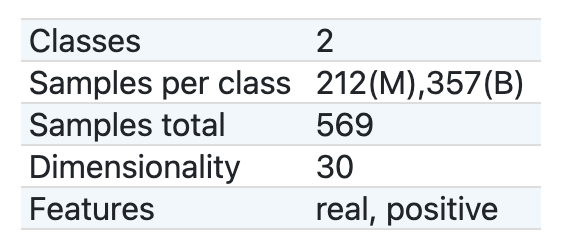 Classes 2
Samples per class 212(M),357(B)
Samples total 569
Dimensionality 30
Features real, positive